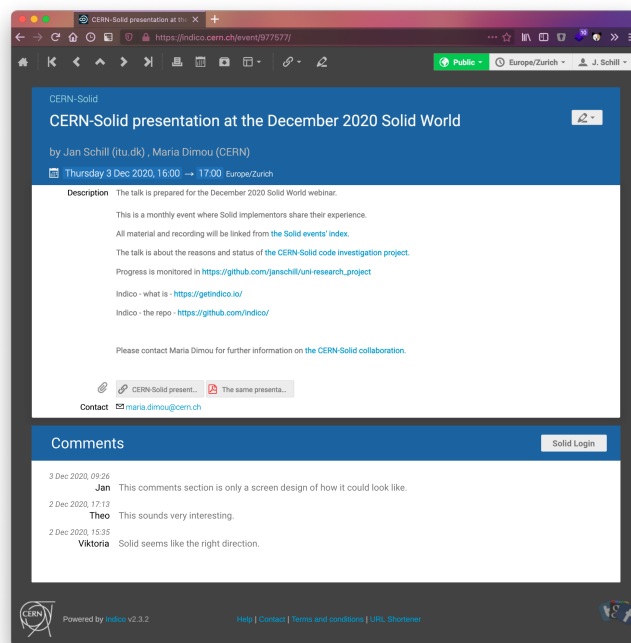 CERN-Solid presentation at the
https://indico.cern.ch/event/977577/
10
Public
Europe/Zurich
J. Schill
CERN-Solid
CERN-Solid presentation at the December 2020 Solid World
by Jan Schill (itu.dk) , Maria Dimou (CERN)
Thursday 3 Dec 2020, 16:00 → 17:00 Europe/Zurich
Description The talk is prepared for the December 2020 Solid World webinar.
This is a monthly event where Solid implementors share their experience.
All material and recording will be linked from the Solid events' index.
The talk is about the reasons and status of the CERN-Solid code investigation project.
Progress is monitored in https://github.com/janschill/uni-research_project
Indico - what is - https://getindico.io/
Indico - the repo - https://github.com/indico/
Please contact Maria Dimou for further information on the CERN-Solid collaboration.
CERN-Solid present... The same presenta...
Contact maria.dimou@cern.ch
Comments
Solid Login
3 Dec 2020, 09:26
Jan This comments section is only a screen design of how it could look like.
2 Dec 2020, 17:13
Theo This sounds very interesting.
2 Dec 2020, 15:35
Viktoria Solid seems like the right direction.
CERN
Powered by Indico v2.3.2
Help | Contact | Terms and conditions | URL Shortener